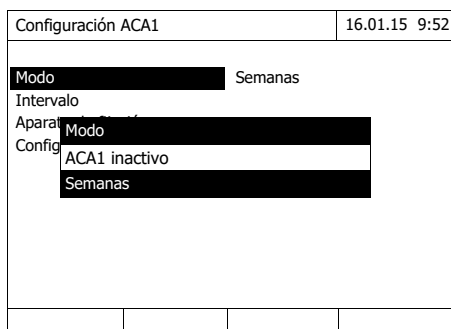 Configuración ACA1 16.01.15 9:52
Modo Semanas
Intervalo
Modo
ACA1 inactivo
Semanas